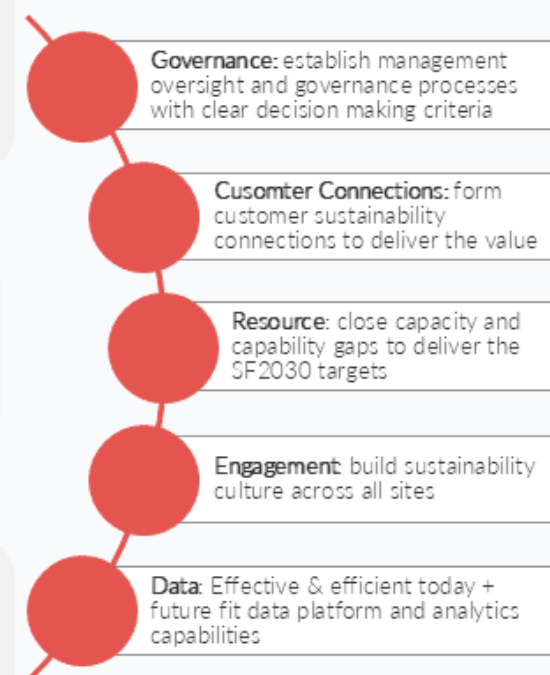 Governance: establish management
oversight and governance processes
with clear decision making criteria
Cusomter Connections: form
customer sustainability
connections to deliver the value
Resource: close capacity and
capability gaps to deliver the
SF2030 targets
Engagement: build sustainability
culture across all sites
Data: Effective & efficient today +
future fit data platform and analytics
capabilities